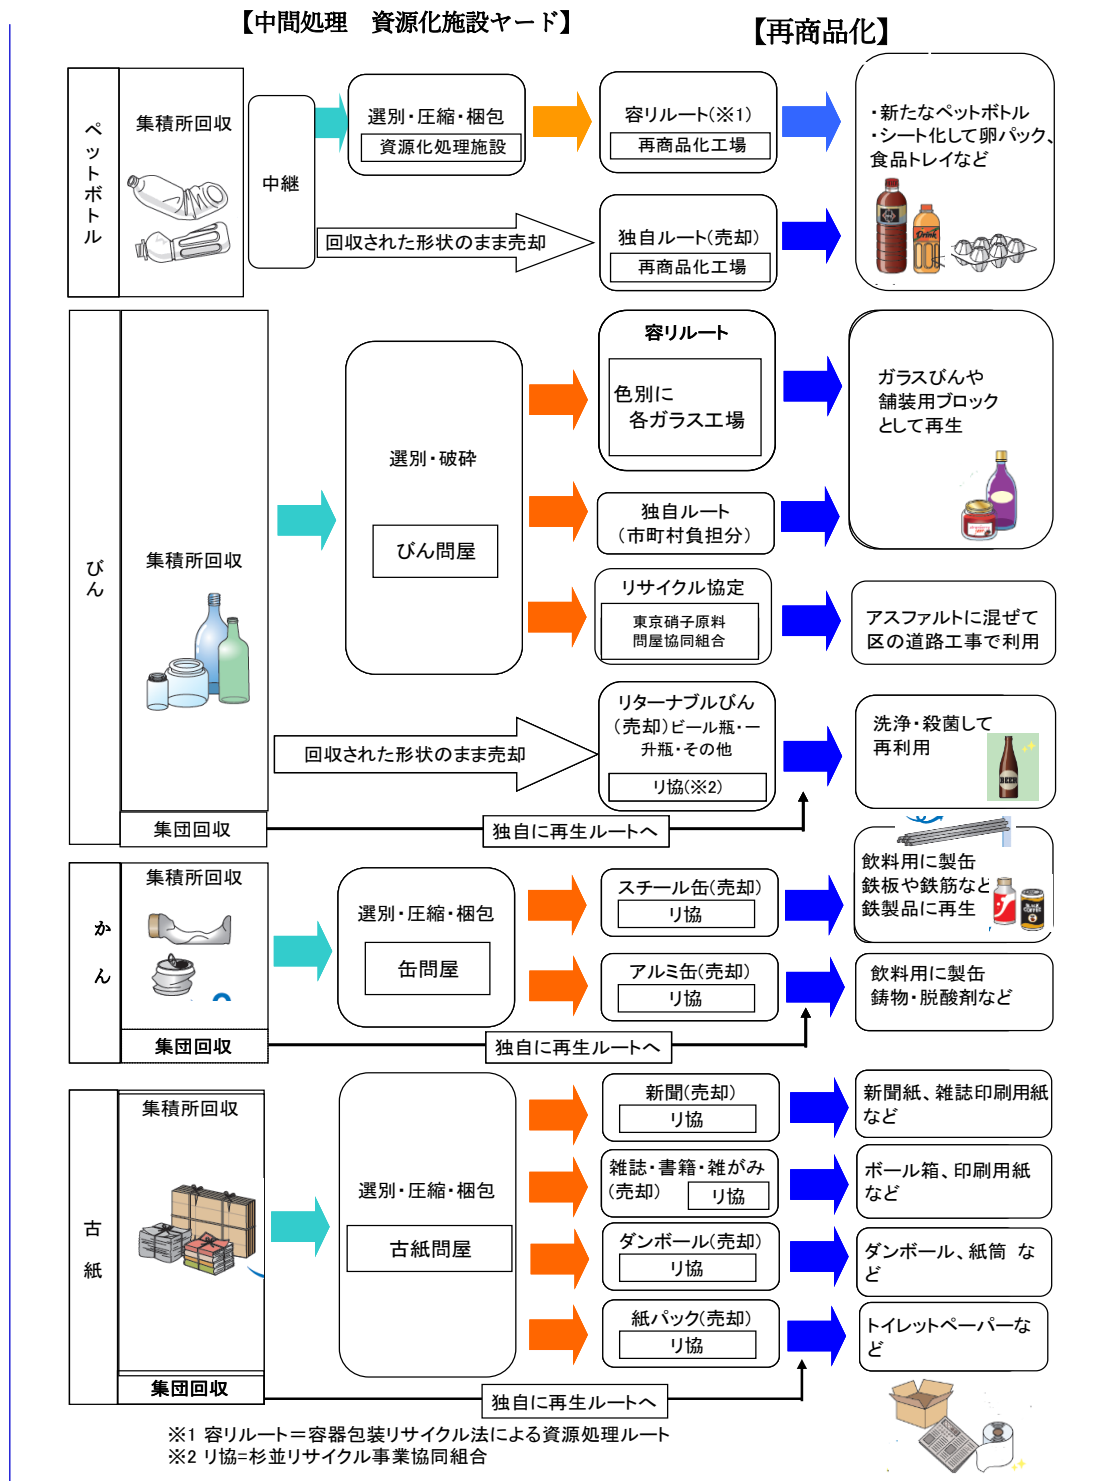 【中間処理　資源化施設ヤード】
【再商品化】
ペットボトル
集積所回収
中継
選別・圧縮・梱包
資源化処理施設
容リルート(※1)
再商品化工場
・新たなペットボトル
・シート化して卵パック、
食品トレイなど
回収された形状のまま売却
独自ルート(売却)
再商品化工場
Drink
びん
集積所回収
選別・破砕
びん問屋
容リルート
色別に
各ガラス工場
ガラスびんや
舗装用ブロック
として再生
独自ルート
(市町村負担分)
リサイクル協定
東京硝子原料
問屋協同組合
アスファルトに混ぜて
区の道路工事で利用
回収された形状のまま売却
リターナブルびん
(売却)ビール瓶・一
升瓶・その他
リ協(※2)
洗浄・殺菌して
再利用
BEER
集団回収
独自に再生ルートへ
かん
集積所回収
選別・圧縮・梱包
缶問屋
スチール缶(売却)
リ協
飲料用に製缶
鉄板や鉄筋など
鉄製品に再生
アルミ缶(売却)
リ協
飲料用に製缶
鋳物・脱酸剤など
集団回収
独自に再生ルートへ
古紙
集積所回収
選別・圧縮・梱包
古紙問屋
新聞(売却)
リ協
新聞紙、雑誌印刷用紙
など
雑誌・書籍・雑がみ
(売却)
リ協
ボール箱、印刷用紙
など
ダンボール(売却)
リ協
ダンボール、紙筒 な
ど
紙パック(売却)
リ協
トイレットペーパーな
ど
集団回収
独自に再生ルートへ
※1 容リルート＝容器包装リサイクル法による資源処理ルート
※2 リ協=杉並リサイクル事業協同組合